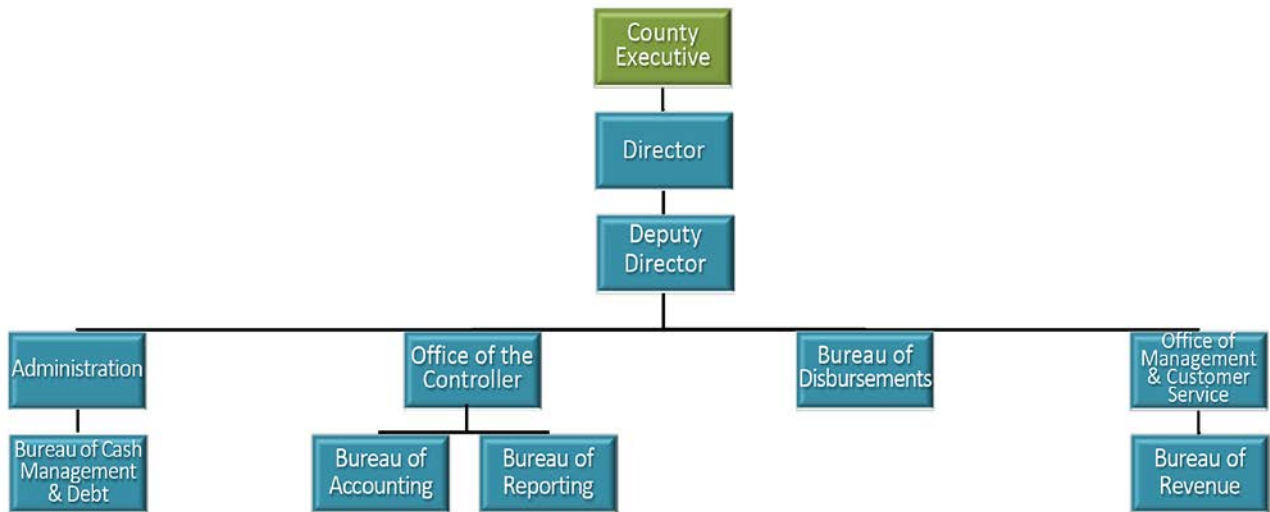 County
Executive
Director
Deputy
Director
Administration
Office of the
Controller
Bureau of
Disbursements
Office of
Management
& Customer
Service
Bureau of Cash
Management
& Debt
Bureau of
Accounting
Bureau of
Reporting
Bureau of
Revenue